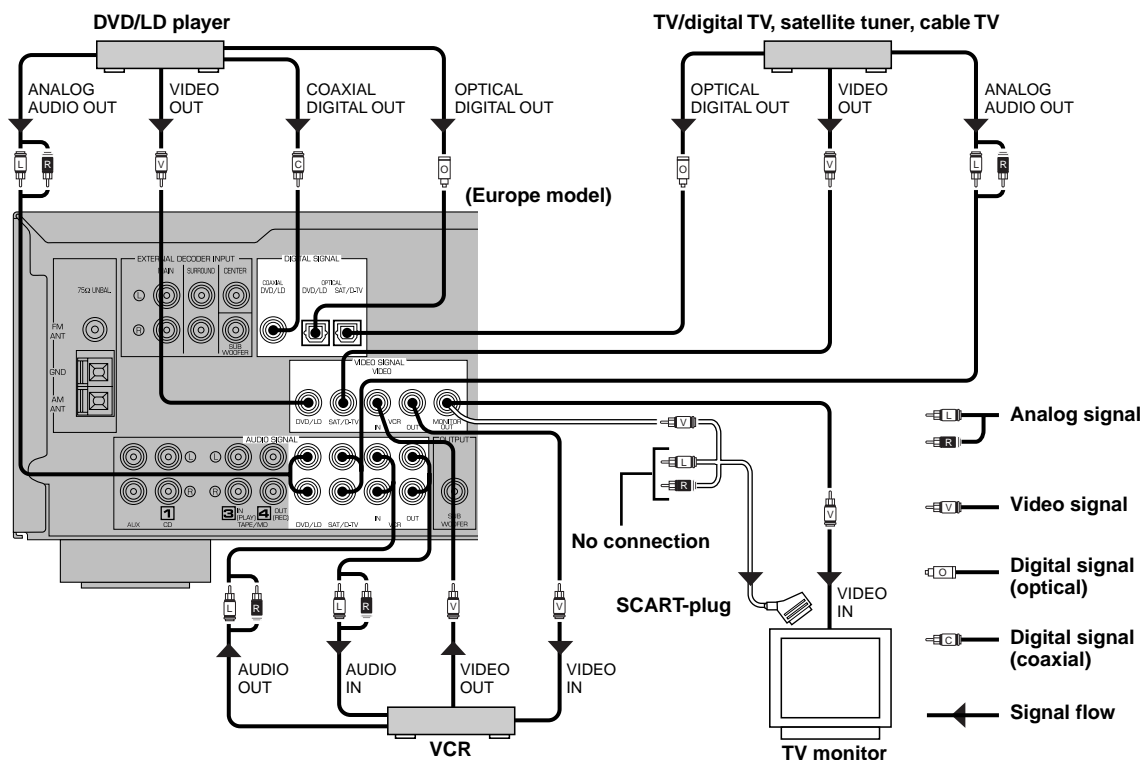 DVD/LD player
TV/digital TV, satellite tuner, cable TV
ANALOG
AUDIO OUT
VIDEO
OUT
COAXIAL
DIGITAL OUT
OPTICAL
DIGITAL OUT
OPTICAL
DIGITAL OUT
VIDEO
OUT
ANALOG
AUDIO OUT
L
R
V
C
O
O
V
L
R
(Europe model)
EXTERNAL DECODER INPUT
MAIN
SURROUND
CENTER
L
R
SUB
WOOFER
75Ω UNBAL.
FM
ANT
GND
AM
ANT
DIGITAL SIGNAL
COAXIAL
DVD/LD
OPTICAL
DVD/LD
SAT/D-TV
VIDEO SIGNAL
VIDEO
DVD/LD
SAT/D-TV
IN
VCR
OUT
MONITOR
OUT
AUDIO SIGNAL
OUTPUT
L
L
R
R
AUX
1
CD
3
IN
(PLAY)
4
OUT
(REC)
TAPE/MD
DVD/LD
SAT/D-TV
IN
VCR
OUT
SUB
WOOFER
V
L
R
No connection
SCART-plug
V
VIDEO
IN
TV monitor
L
R
L
R
V
V
AUDIO
OUT
AUDIO
IN
VIDEO
OUT
VIDEO
IN
VCR
L
R
Analog signal
V
Video signal
O
Digital signal
(optical)
C
Digital signal
(coaxial)
Signal flow